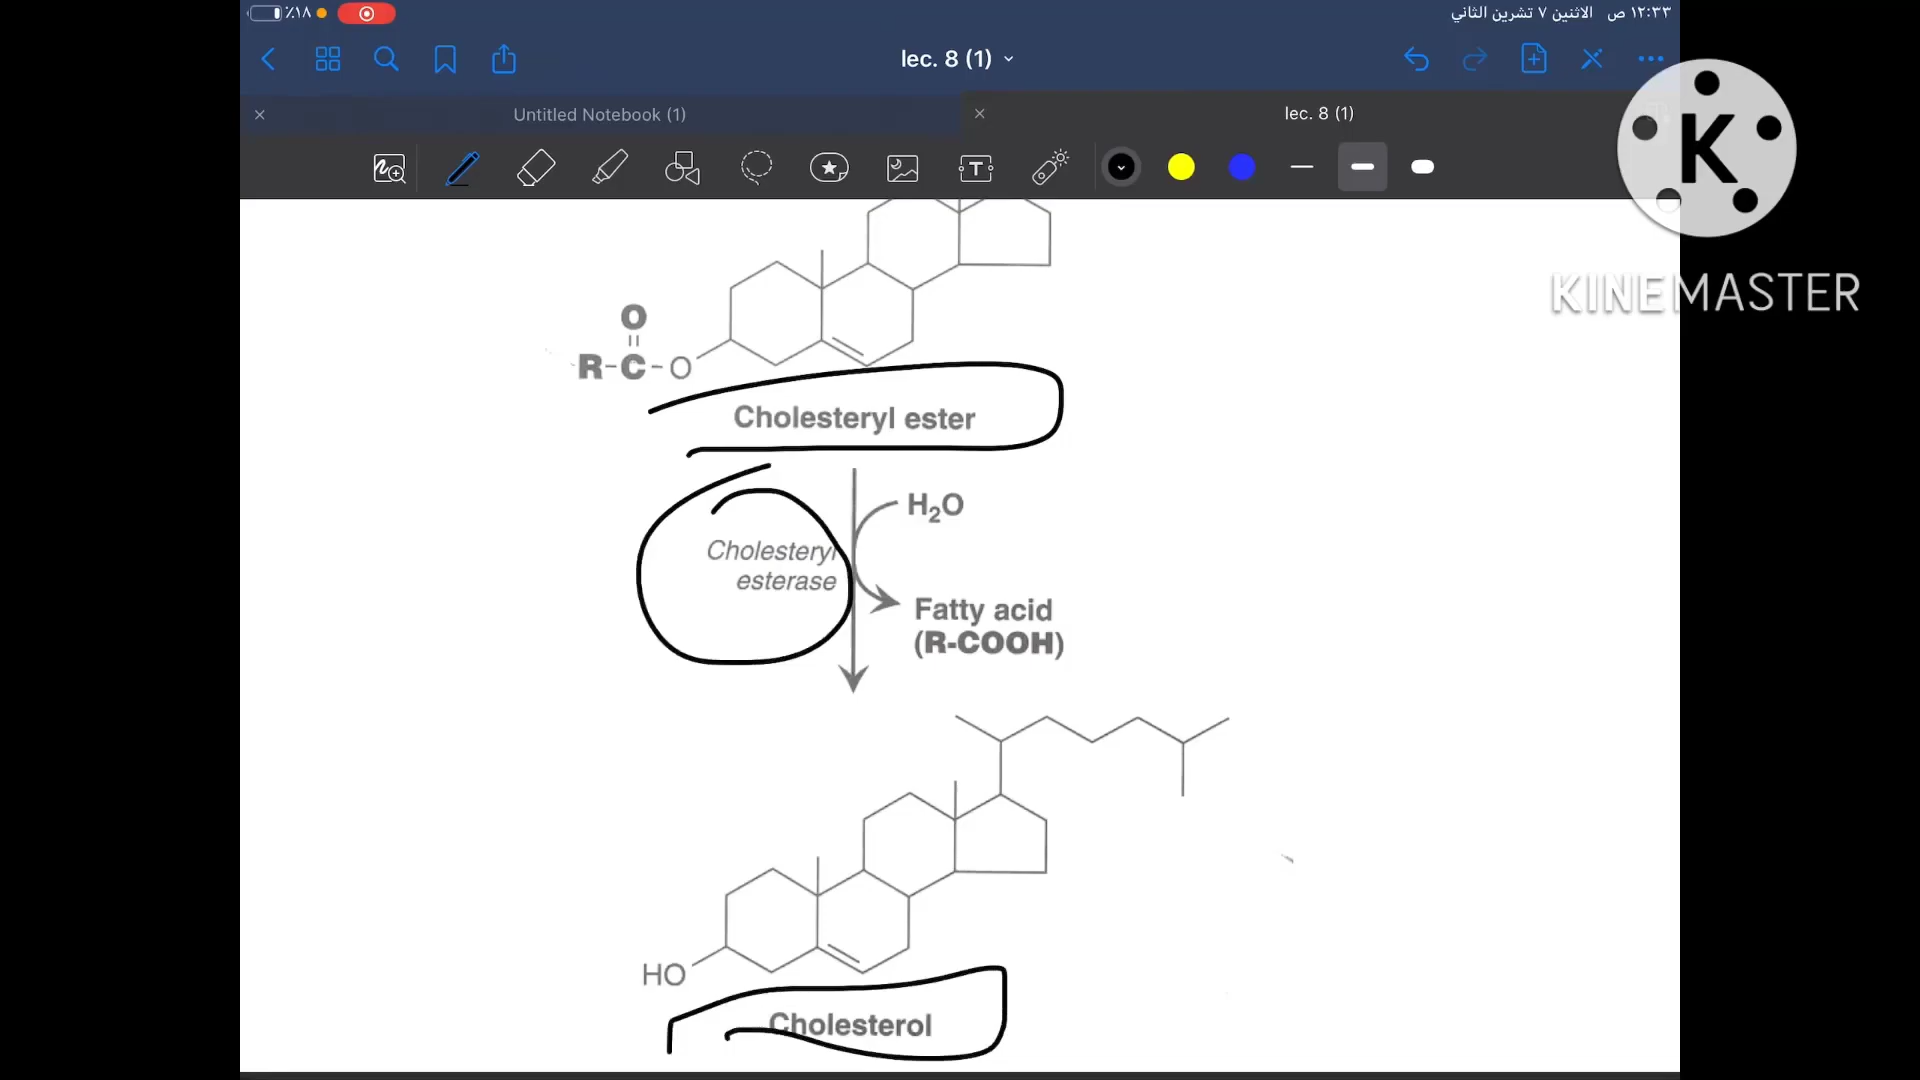 ٪١٨
١٢:٣٣ ص الاثنين ٧ تشرين الثاني
lec. 8 (1)
Untitled Notebook (1)
lec. 8 (1)
T
K
KINEMASTER
O
R-C-O
Cholesteryl ester
H₂O
Cholesteryl
esterase
Fatty acid
(R-COOH)
HO
Cholesterol